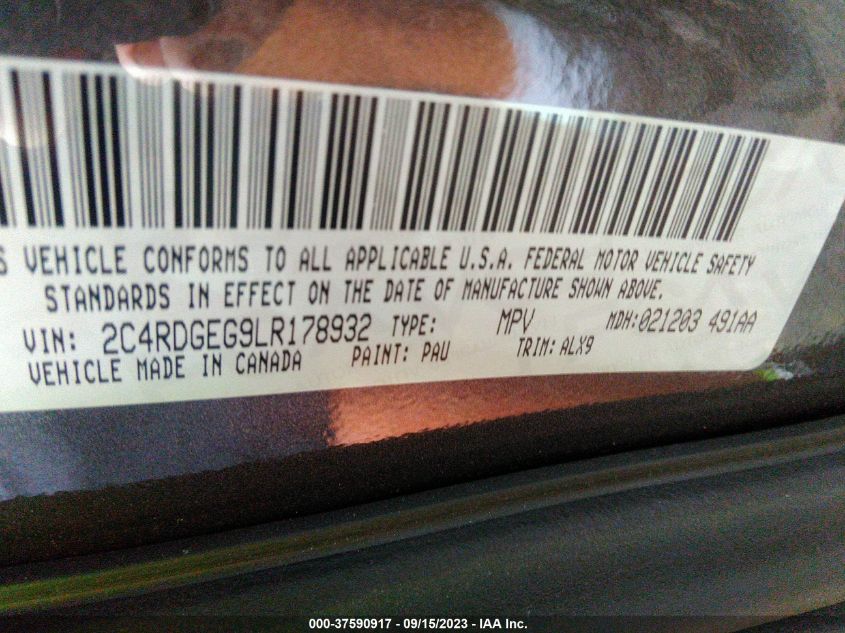 S VEHICLE CONFORMS TO ALL APPLICABLE U.S.A. FEDERAL MOTOR VEHICLE SAFETY
STANDARDS IN EFFECT ON THE DATE OF MANUFACTURE SHOWN ABOVE.
VIN: 2C4RDGEG9LR178932 TYPE: MPV MDH:021203 491AA
VEHICLE MADE IN CANADA PAINT: PAU TRIM: ALX9
000-37590917 - 09/15/2023 - IAA Inc.